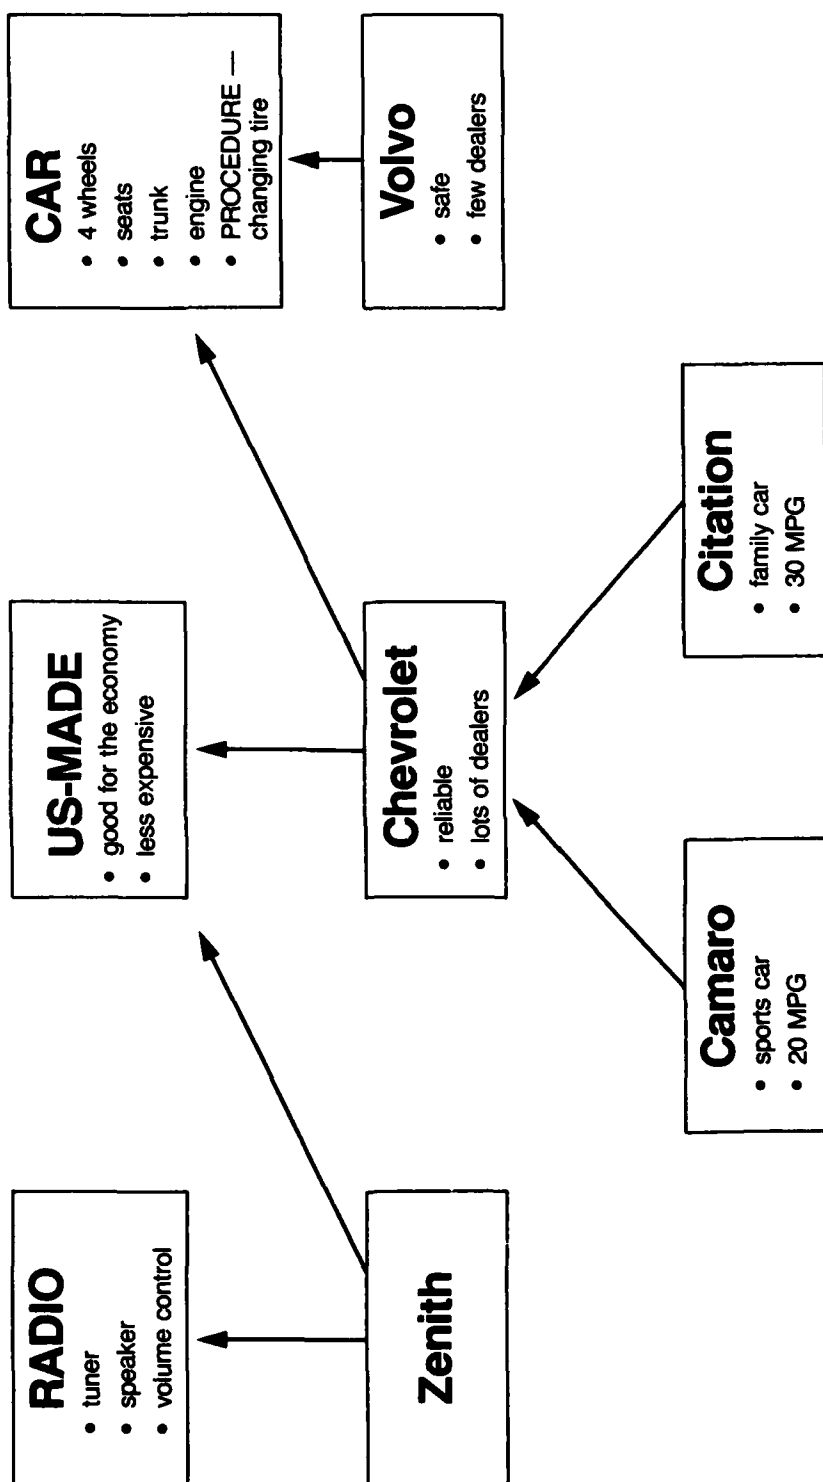 RADIO
• tuner
• speaker
• volume control
US-MADE
• good for the economy
• less expensive
CAR
• 4 wheels
• seats
• trunk
• engine
• PROCEDURE —
changing tire
Zenith
Chevrolet
• reliable
• lots of dealers
Volvo
• safe
• few dealers
Camaro
• sports car
• 20 MPG
Citation
• family car
• 30 MPG